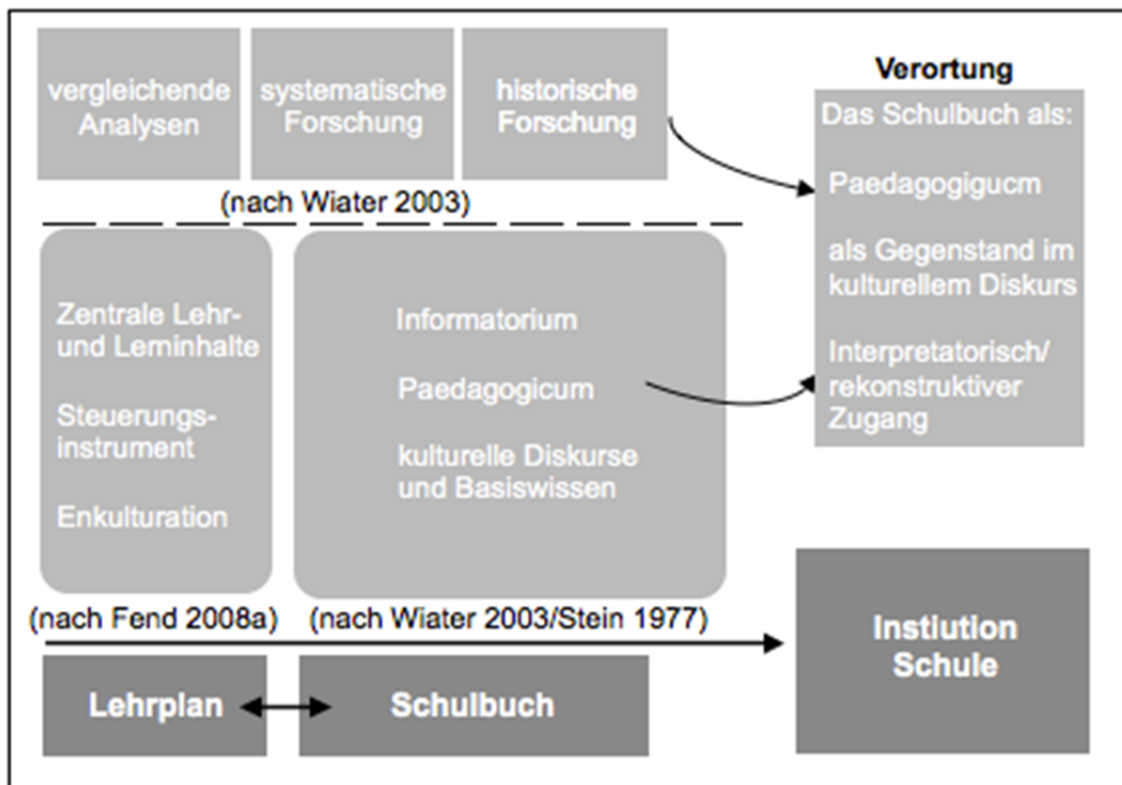 vergleichende
Analysen
systematische
Forschung
historische
Forschung
(nach Wiater 2003)
Verortung
Das Schulbuch als:
Paedagogigucm
als Gegenstand im
kulturellem Diskurs
Interpretatorisch/
rekonstruktiver
Zugang
Zentrale Lehr-
und Lerninhalte
Steuerungs-
instrument
Enkulturation
Informatorium
Paedagogicum
kulturelle Diskurse
und Basiswissen
(nach Fend 2008a)
(nach Wiater 2003/Stein 1977)
Lehrplan
Schulbuch
Instiution
Schule